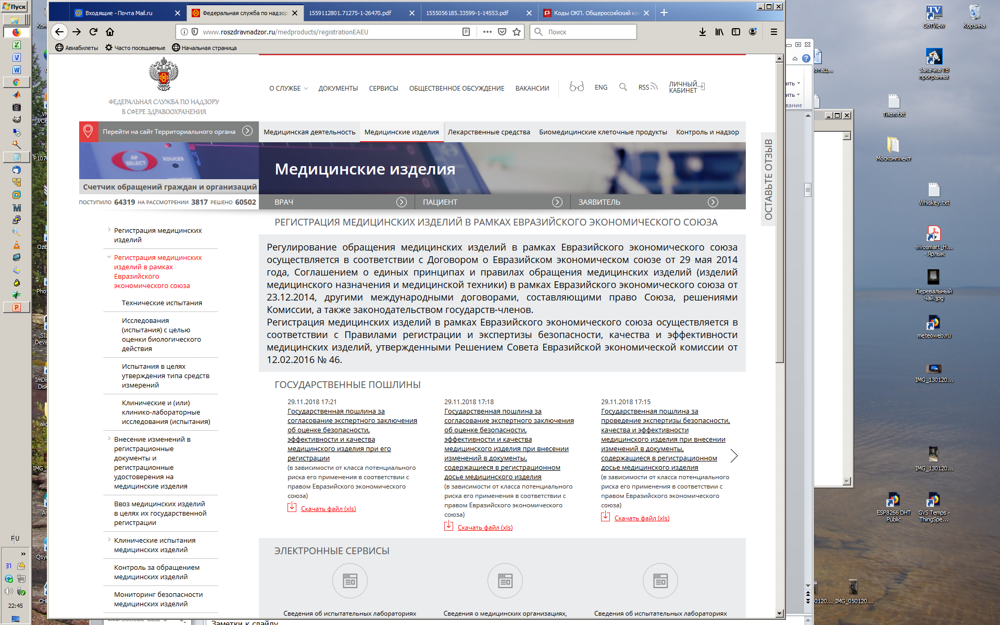 Пуск
Входящие - Почта Mail.ru
Федеральная служба по надзор
1559112801.71275-1-26470.pdf
1555056185.33599-1-14553.pdf
Коды ОКП. Общероссийский кл
www.roszdravnadzor.ru/medproducts/registrationEAEU
Поиск
Авиабилеты
Часто посещаемые
Начальная страница
ФЕДЕРАЛЬНАЯ СЛУЖБА ПО НАДЗОРУ
В СФЕРЕ ЗДРАВООХРАНЕНИЯ
О СЛУЖБЕ
ДОКУМЕНТЫ
СЕРВИСЫ
ОБЩЕСТВЕННОЕ ОБСУЖДЕНИЕ
ВАКАНСИИ
ENG
RSS
ЛИЧНЫЙ
КАБИНЕТ
Перейти на сайт Территориального органа
Медицинская деятельность
Медицинские изделия
Лекарственные средства
Биомедицинские клеточные продукты
Контроль и надзор
AP
SELECT
XDUCER
Медицинские изделия
Счетчик обращений граждан и организаций
ПОСТУПИЛО 64319 НА РАССМОТРЕНИИ 3817 РЕШЕНО 60502
ВРАЧ
ПАЦИЕНТ
ЗАЯВИТЕЛЬ
ОСТАВЬТЕ ОТЗЫВ
Регистрация медицинских
изделий
Регистрация медицинских
изделий в рамках
Евразийского
экономического союза
Технические испытания
Исследования
(испытания) с целью
оценки биологического
действия
Испытания в целях
утверждения типа средств
измерений
Клинические и (или)
клинико-лабораторные
исследования (испытания)
Внесение изменений в
регистрационные
документы и
регистрационные
удостоверения на
медицинские изделия
Ввоз медицинских изделий
в целях их государственной
регистрации
Клинические испытания
медицинских изделий
Контроль за обращением
медицинских изделий
Мониторинг безопасности
медицинских изделий
РЕГИСТРАЦИЯ МЕДИЦИНСКИХ ИЗДЕЛИЙ В РАМКАХ ЕВРАЗИЙСКОГО ЭКОНОМИЧЕСКОГО СОЮЗА
Регулирование обращения медицинских изделий в рамках Евразийского экономического союза
осуществляется в соответствии с Договором о Евразийском экономическом союзе от 29 мая 2014
года, Соглашением о единых принципах и правилах обращения медицинских изделий (изделий
медицинского назначения и медицинской техники) в рамках Евразийского экономического союза от
23.12.2014, другими международными договорами, составляющими право Союза, решениями
Комиссии, а также законодательством государств-членов.
Регистрация медицинских изделий в рамках Евразийского экономического союза осуществляется в
соответствии с Правилами регистрации и экспертизы безопасности, качества и эффективности
медицинских изделий, утвержденными Решением Совета Евразийской экономической комиссии от
12.02.2016 № 46.
ГОСУДАРСТВЕННЫЕ ПОШЛИНЫ
29.11.2018 17:21
Государственная пошлина за
согласование экспертного заключения
об оценке безопасности,
эффективности и качества
медицинского изделия при его
регистрации
(в зависимости от класса потенциального
риска его применения в соответствии с
правом Евразийского экономического
союза)
Скачать файл (xls)
29.11.2018 17:18
Государственная пошлина за
согласование экспертного заключения
об оценке безопасности,
эффективности и качества
медицинского изделия при внесении
изменений в документы,
содержащиеся в регистрационном
досье медицинского изделия
(в зависимости от класса потенциального
риска его применения в соответствии с
правом Евразийского экономического
союза)
Скачать файл (xls)
29.11.2018 17:15
Государственная пошлина за
проведение экспертизы безопасности,
качества и эффективности
медицинского изделия при внесении
изменений в документы,
содержащиеся в регистрационном
досье медицинского изделия
(в зависимости от класса потенциального
риска его применения в соответствии с
правом Евразийского экономического
союза)
Скачать файл (xls)
ЭЛЕКТРОННЫЕ СЕРВИСЫ
Сведения об испытательных лабораториях
Сведения о медицинских организациях,
Сведения об испытательных лабораториях
Заметки к слайду
RU
22:45
GoTView
Корзина
Закачка ТВ
программы
Тиол.txt
Москомплект
Whiskey.txt
vivosmart_H...
- Ярлык
Перевальный
чай.jpg
meteoweb.ru
IMG_130120...
IMG_130120...
ESP8266 DHT
Public
GVS Temps -
ThingSpe...
IMG_050120...